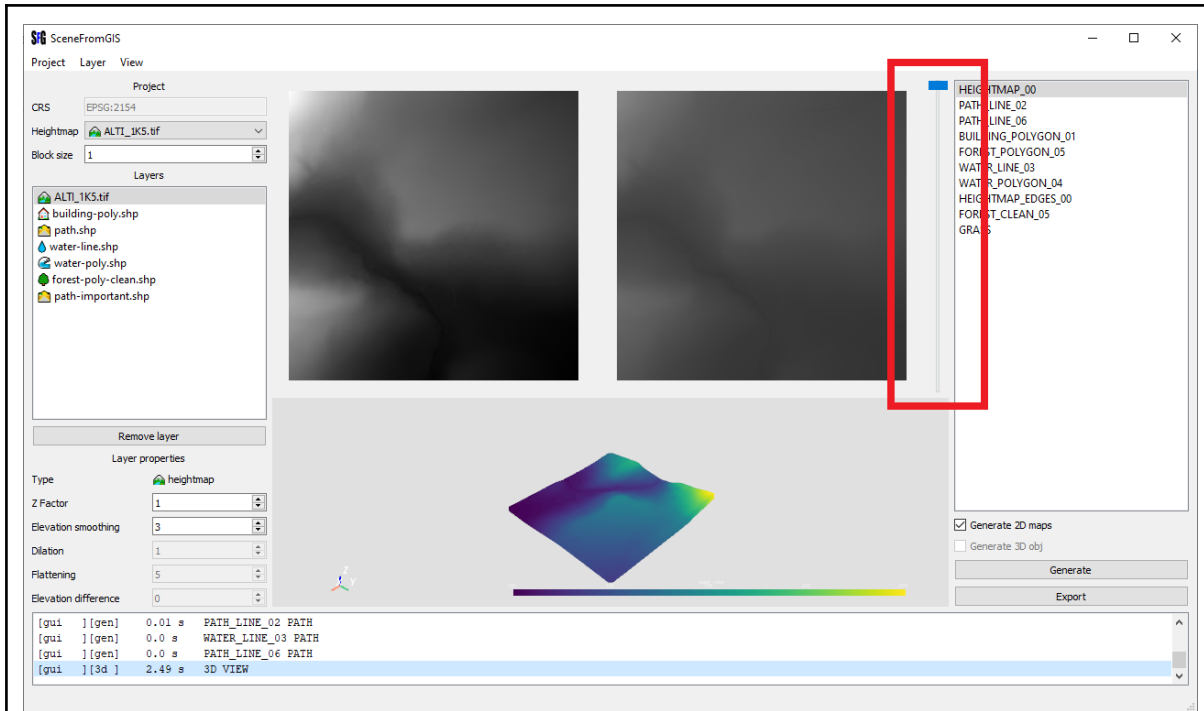 SFG SceneFromGIS
Project Layer View
Project
CRS EPSG:2154
Heightmap ALTI_1K5.tif
Block size 1
Layers
ALTI_1K5.tif
building-poly.shp
path.shp
water-line.shp
water-poly.shp
forest-poly-clean.shp
path-important.shp
Remove layer
Layer properties
Type heightmap
Z Factor 1
Elevation smoothing 3
Dilation 1
Flattening 5
Elevation difference 0
Z
Y
HEIGHTMAP_00
PATH_LINE_02
PATH_LINE_06
BUILDING_POLYGON_01
FOREST_POLYGON_05
WATER_LINE_03
WATER_POLYGON_04
HEIGHTMAP_EDGES_00
FOREST_CLEAN_05
GRASS
Generate 2D maps
Generate 3D obj
Generate
Export
[gui ][gen] 0.01 s PATH_LINE_02 PATH
[gui ][gen] 0.0 s WATER_LINE_03 PATH
[gui ][gen] 0.0 s PATH_LINE_06 PATH
[gui ][3d ] 2.49 s 3D VIEW